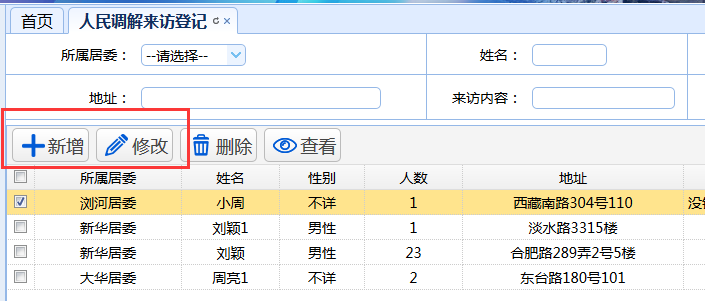 首页 人民调解来访登记
所属居委： --请选择-- 姓名：
地址： 来访内容：
新增 修改 删除 查看
所属居委 姓名 性别 人数 地址
浏河居委 小周 不详 1 西藏南路304号110
新华居委 刘颖1 男性 1 淡水路3315楼
新华居委 刘颖 男性 23 合肥路289弄2号5楼
大华居委 周亮1 不详 2 东台路180号101